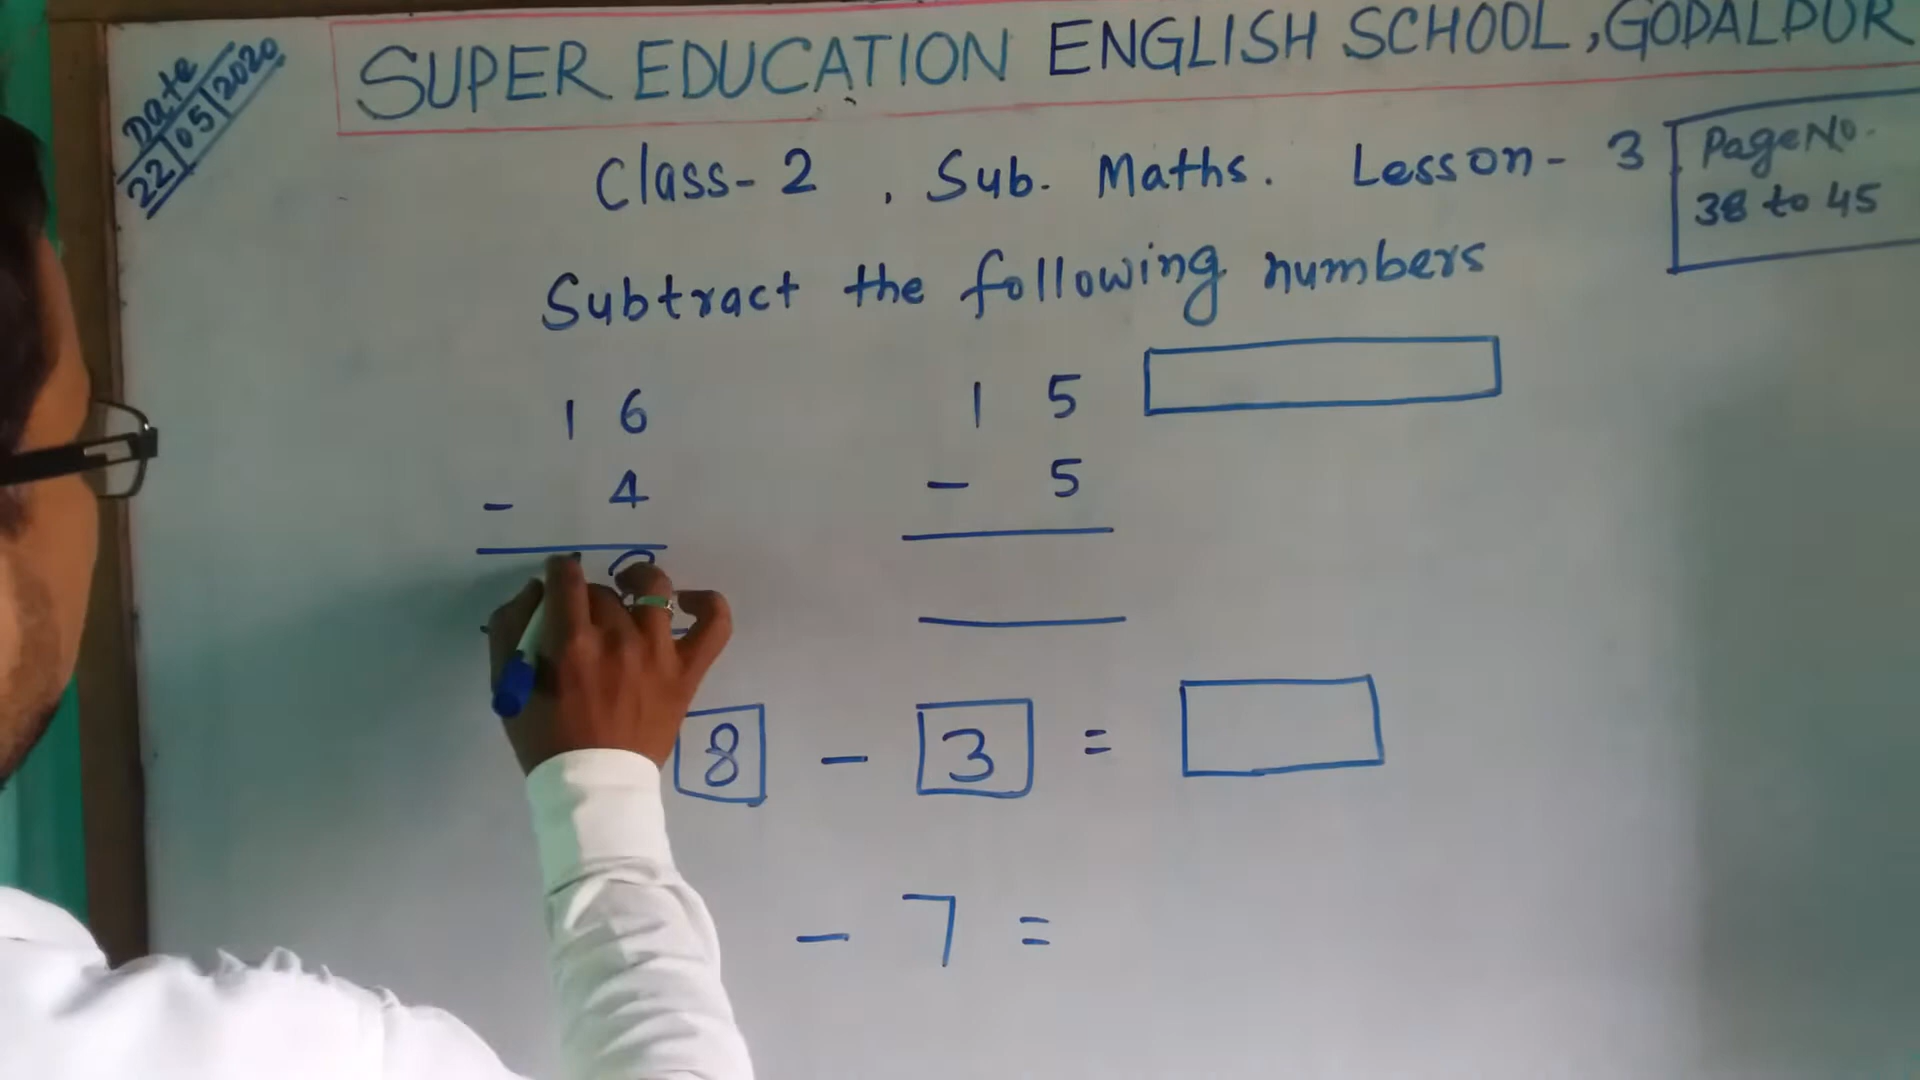 Date
22|05|2020
SUPER EDUCATION ENGLISH SCHOOL, GOPALPUR
Class-2 , Sub. Maths. Lesson- 3
Page No.
38 to 45
Subtract the following numbers
1 6
- 4
1 5
- 5
8 - 3 =
- 7 =